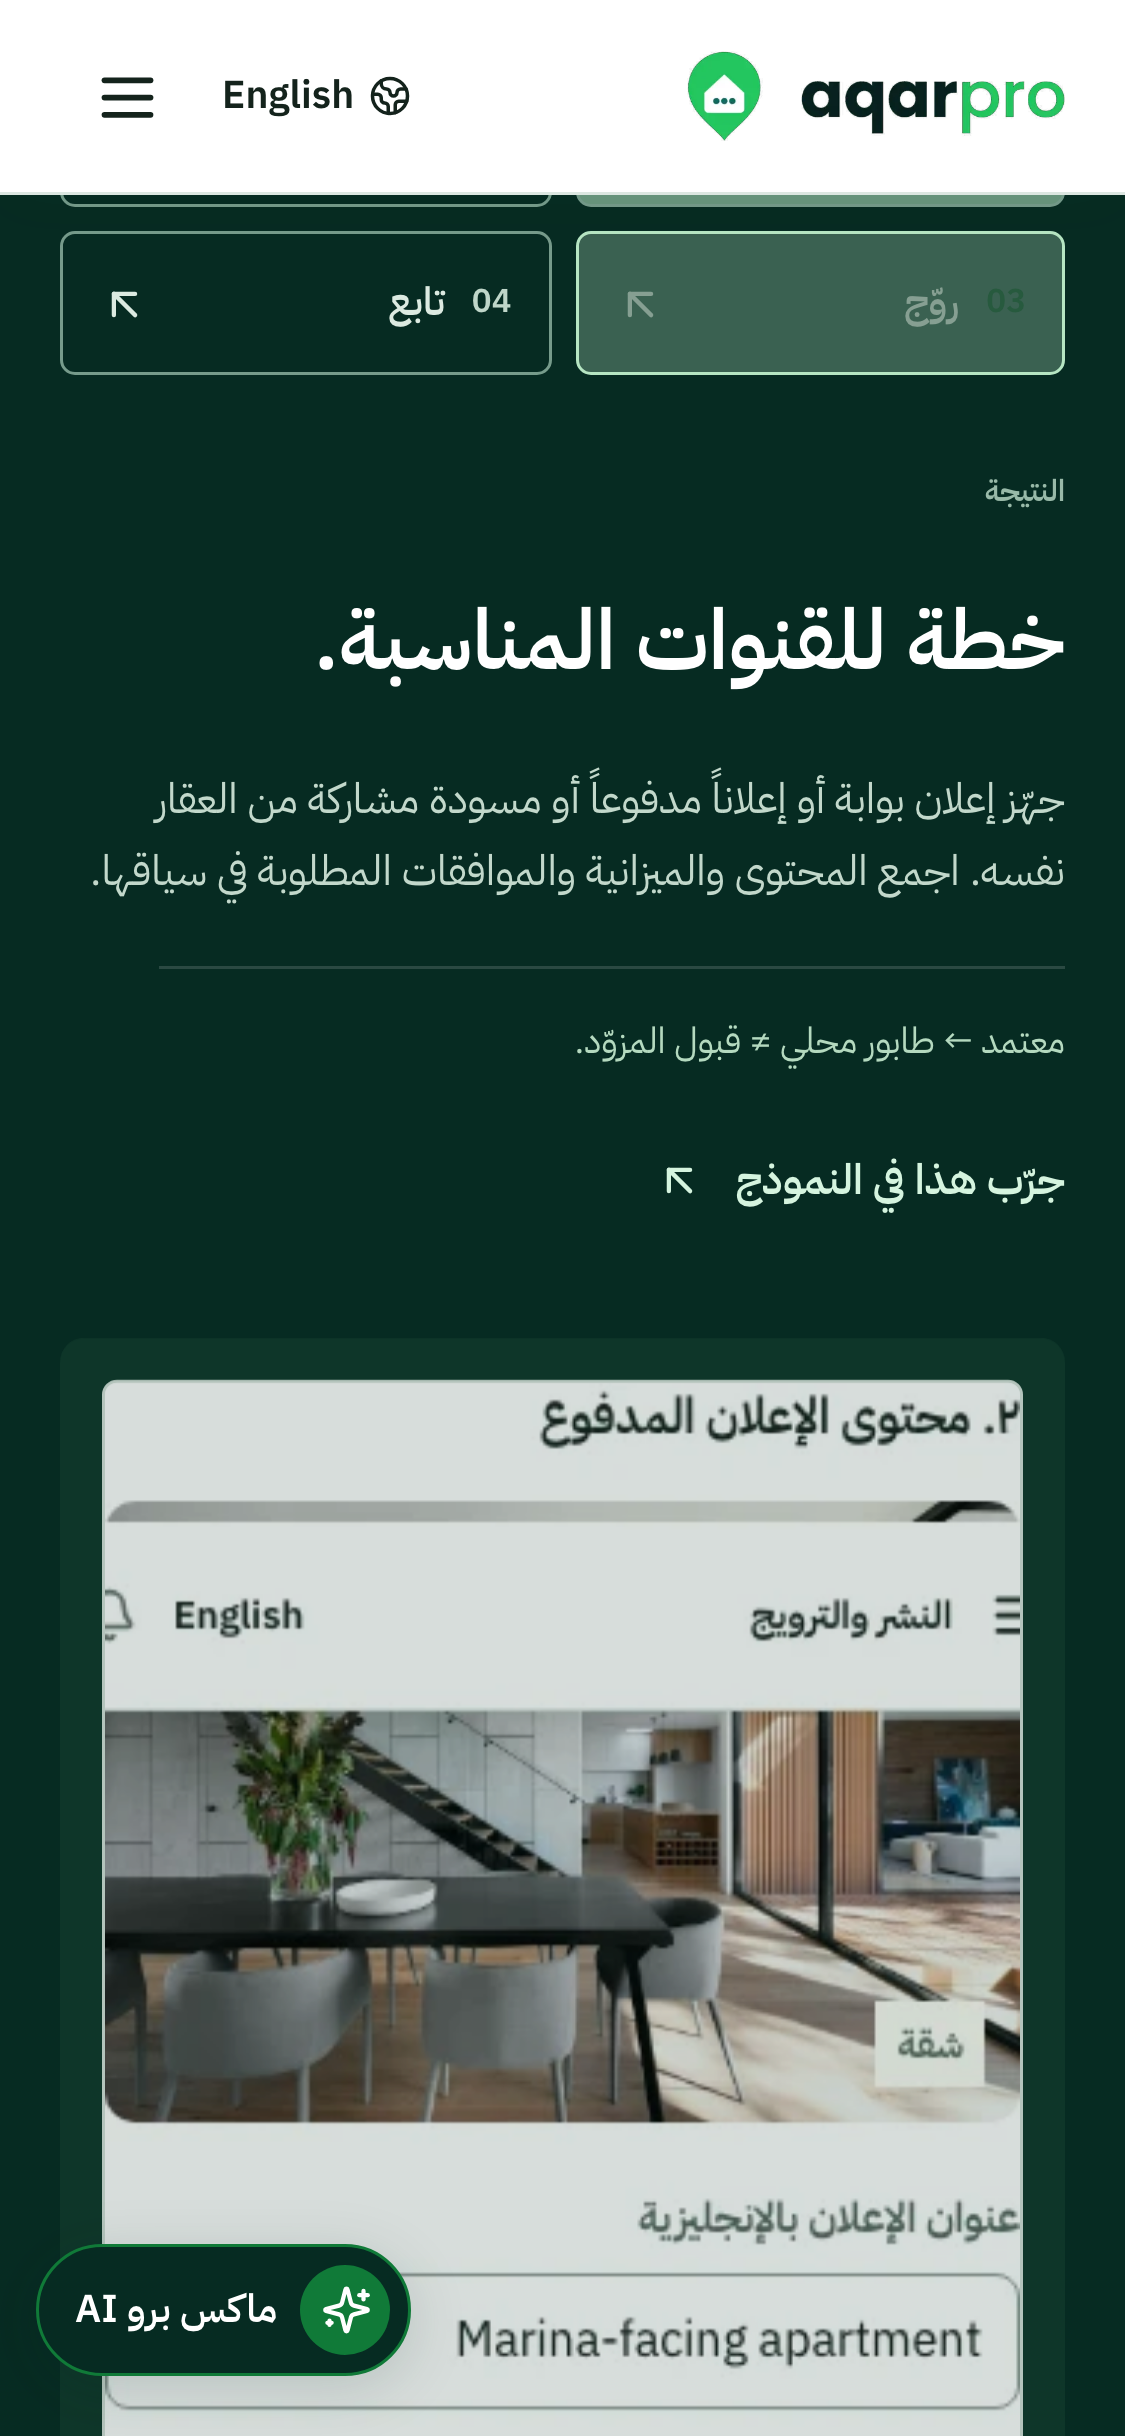 aqarpro
English
03 روّج
04 تابع
النتيجة
خطة للقنوات المناسبة.
جهّز إعلان بوابة أو إعلاناً مدفوعاً أو مسودة مشاركة من العقار
نفسه. اجمع المحتوى والميزانية والموافقات المطلوبة في سياقها.
معتمد ← طابور محلي ≠ قبول المزوّد.
جرّب هذا في النموذج
٢. محتوى الإعلان المدفوع
النشر والترويج
English
شقة
عنوان الإعلان بالإنجليزية
Marina-facing apartment
ماكس برو AI